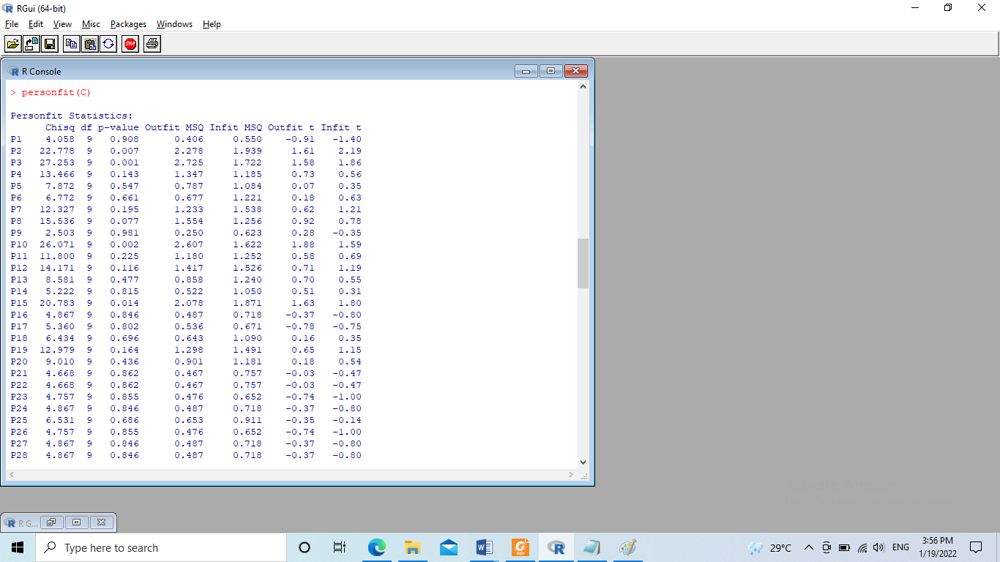 RGui (64-bit)
File Edit View Misc Packages Windows Help
STOP
R Console
> personfit(C)
Personfit Statistics:
Chisq df p-value Outfit MSQ Infit MSQ Outfit t Infit t
P1 4.058 9 0.908 0.406 0.550 -0.91 -1.40
P2 22.778 9 0.007 2.278 1.939 1.61 2.19
P3 27.253 9 0.001 2.725 1.722 1.58 1.86
P4 13.466 9 0.143 1.347 1.185 0.73 0.56
P5 7.872 9 0.547 0.787 1.084 0.07 0.35
P6 6.772 9 0.661 0.677 1.221 0.18 0.63
P7 12.327 9 0.195 1.233 1.538 0.62 1.21
P8 15.536 9 0.077 1.554 1.256 0.92 0.78
P9 2.503 9 0.981 0.250 0.623 0.28 -0.35
P10 26.071 9 0.002 2.607 1.622 1.88 1.59
P11 11.800 9 0.225 1.180 1.252 0.58 0.69
P12 14.171 9 0.116 1.417 1.526 0.71 1.19
P13 8.581 9 0.477 0.858 1.240 0.70 0.55
P14 5.222 9 0.815 0.522 1.050 0.51 0.31
P15 20.783 9 0.014 2.078 1.871 1.63 1.80
P16 4.867 9 0.846 0.487 0.718 -0.37 -0.80
P17 5.360 9 0.802 0.536 0.671 -0.78 -0.75
P18 6.434 9 0.696 0.643 1.090 0.16 0.35
P19 12.979 9 0.164 1.298 1.491 0.65 1.15
P20 9.010 9 0.436 0.901 1.181 0.18 0.54
P21 4.668 9 0.862 0.467 0.757 -0.03 -0.47
P22 4.668 9 0.862 0.467 0.757 -0.03 -0.47
P23 4.757 9 0.855 0.476 0.652 -0.74 -1.00
P24 4.867 9 0.846 0.487 0.718 -0.37 -0.80
P25 6.531 9 0.686 0.653 0.911 -0.35 -0.14
P26 4.757 9 0.855 0.476 0.652 -0.74 -1.00
P27 4.867 9 0.846 0.487 0.718 -0.37 -0.80
P28 4.867 9 0.846 0.487 0.718 -0.37 -0.80
Activate Windows
R G...
Type here to search
29°C
ENG
3:56 PM
1/19/2022